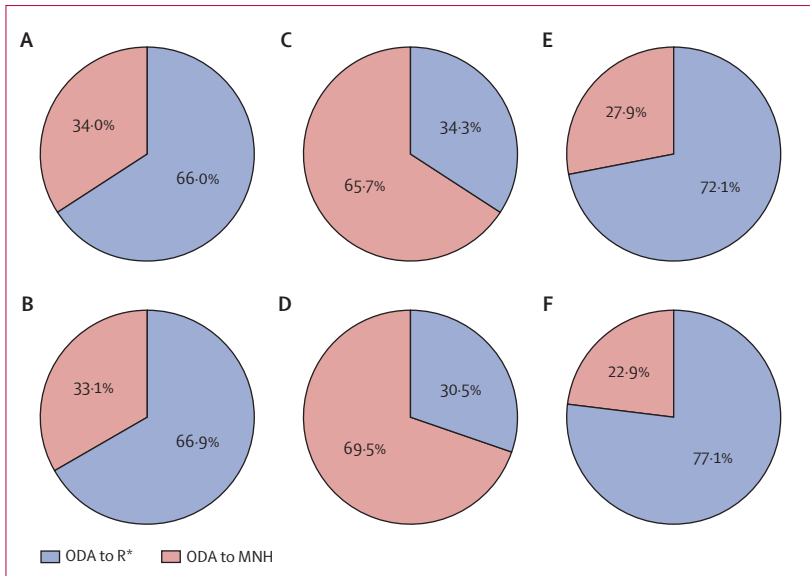 A
C
E
34·0%
66·0%
34·3%
65·7%
27·9%
72·1%
B
D
F
33·1%
66·9%
30·5%
69·5%
22·9%
77·1%
ODA to R*
ODA to MNH